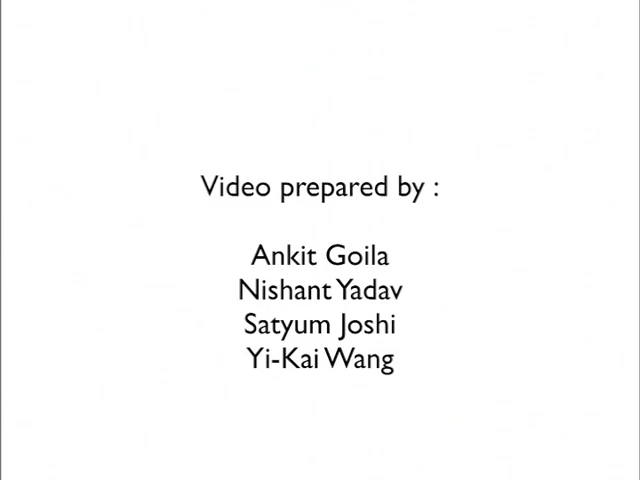 Video prepared by :
Ankit Goila
Nishant Yadav
Satyum Joshi
Yi-Kai Wang